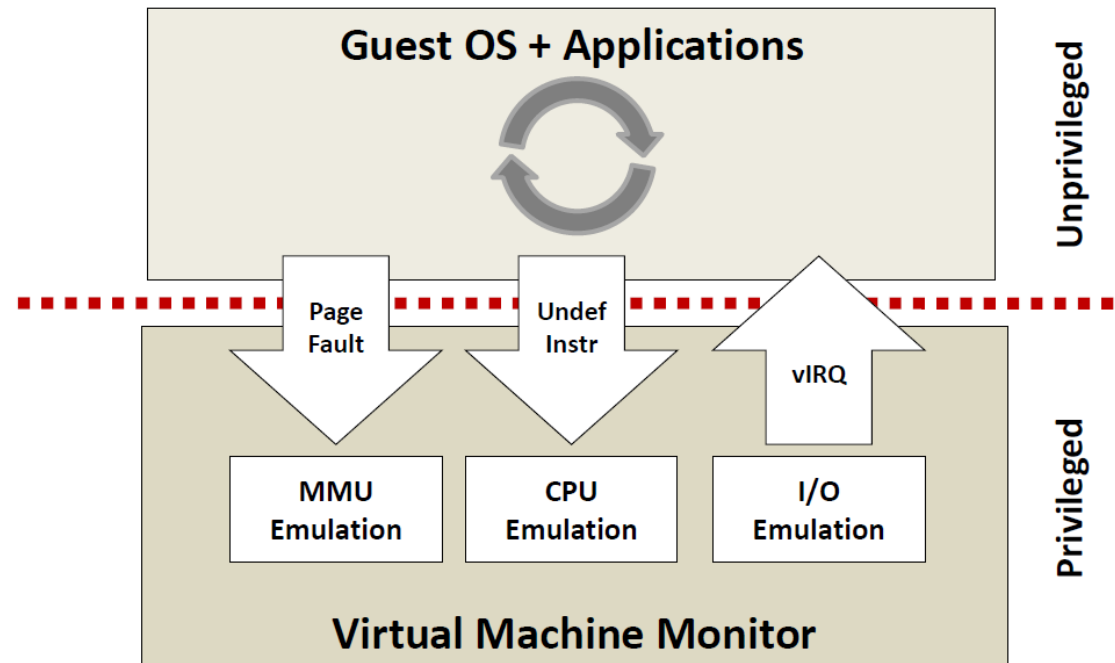 Guest OS + Applications
Unprivileged
Page
Fault
Undef
Instr
vIRQ
MMU
Emulation
CPU
Emulation
I/O
Emulation
Privileged
Virtual Machine Monitor